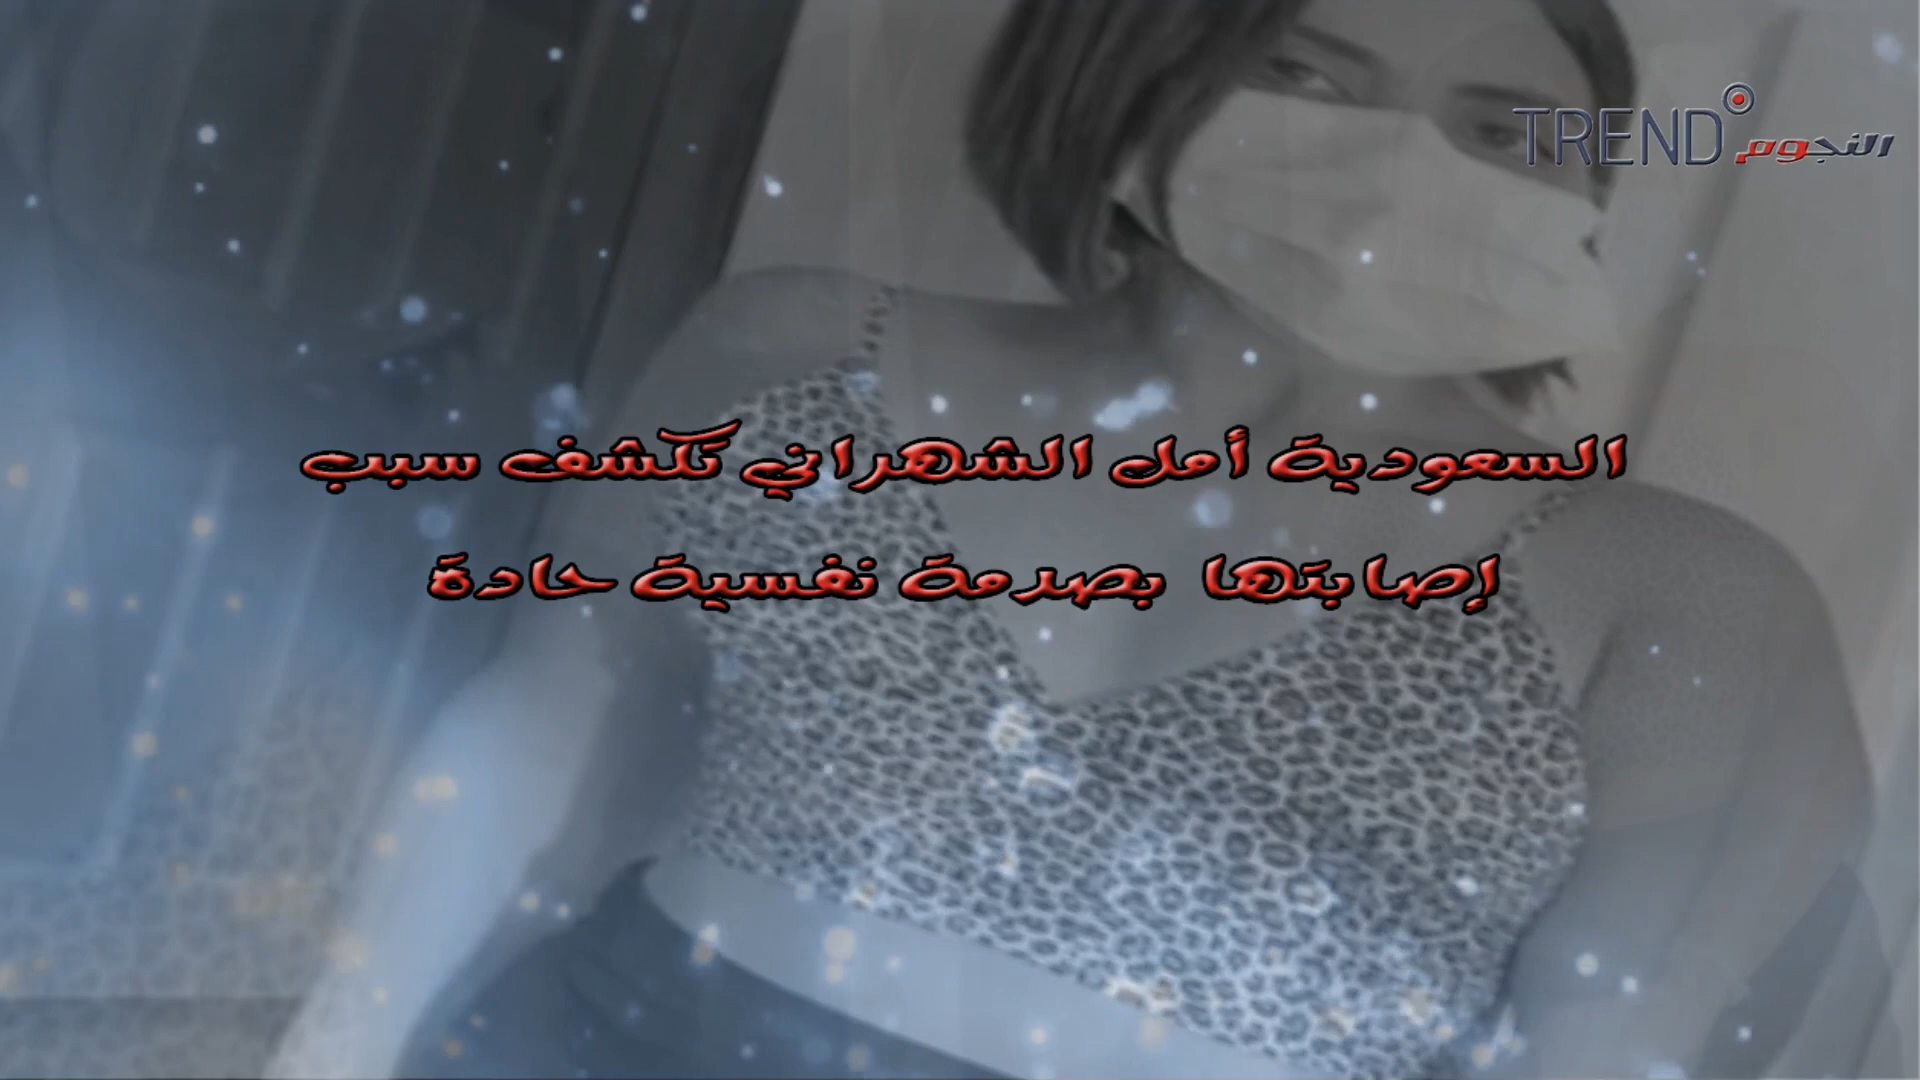 TREND النجوم
السعودية أمل الشهراني تكشف سبب
إصابتها بصدمة نفسية حادة